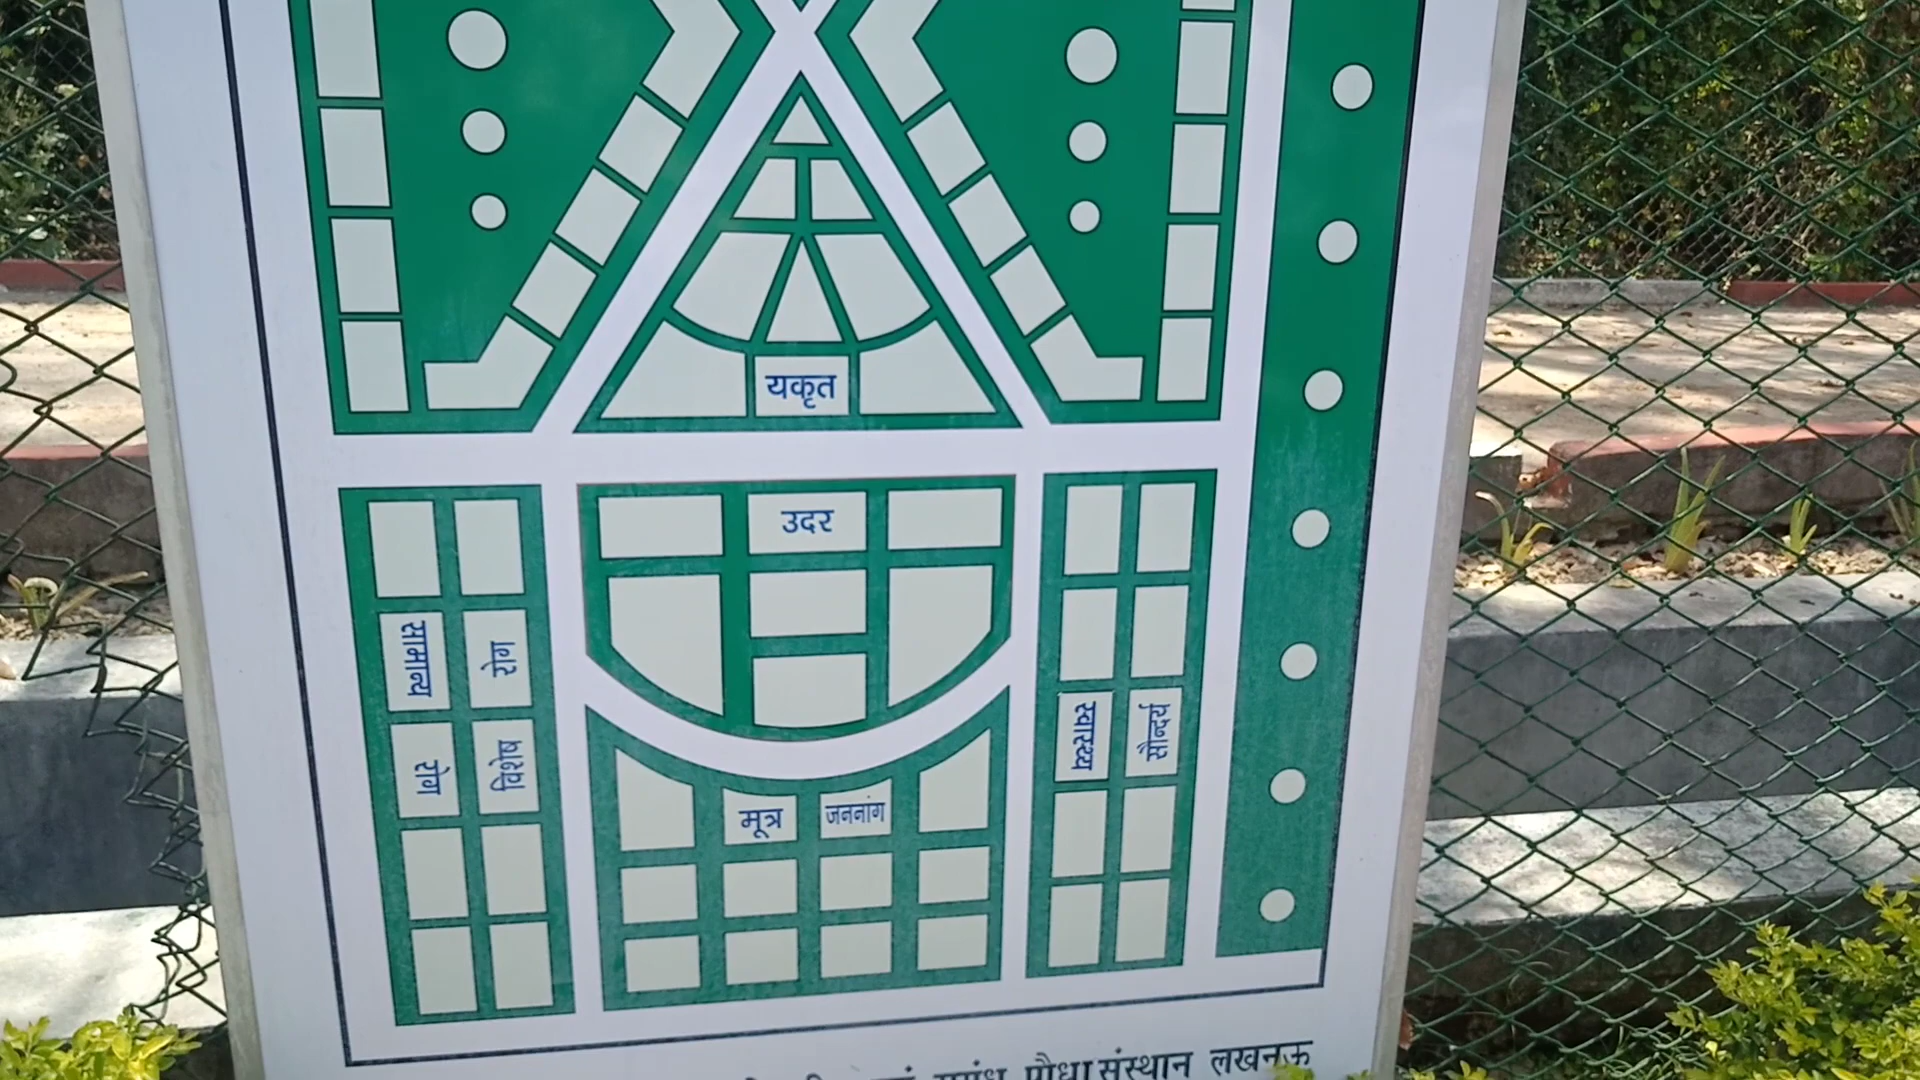 यकृत
उदर
सामान्य
रोग
रोग
विशेष
स्वास्थ्य
सौन्दर्य
मूत्र
जननांग
पौधा संस्थान लखनऊ